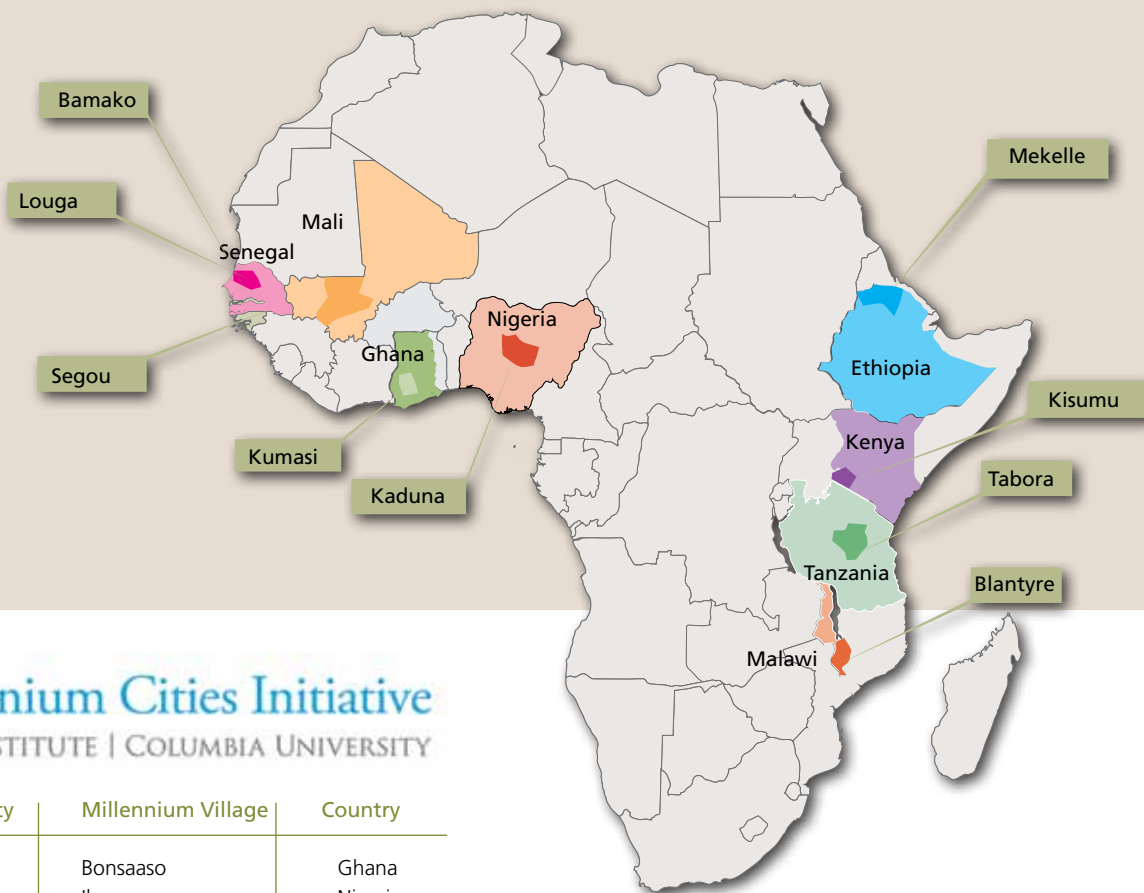 Bamako
Mekelle
Louga
Mali
Senegal
Nigeria
Ghana
Ethiopia
Segou
Kisumu
Kenya
Kumasi
Tabora
Kaduna
Tanzania
Blantyre
Malawi
nium Cities Initiative
STITUTE | COLUMBIA UNIVERSITY
ty Millennium Village Country
Bonsaaso Ghana